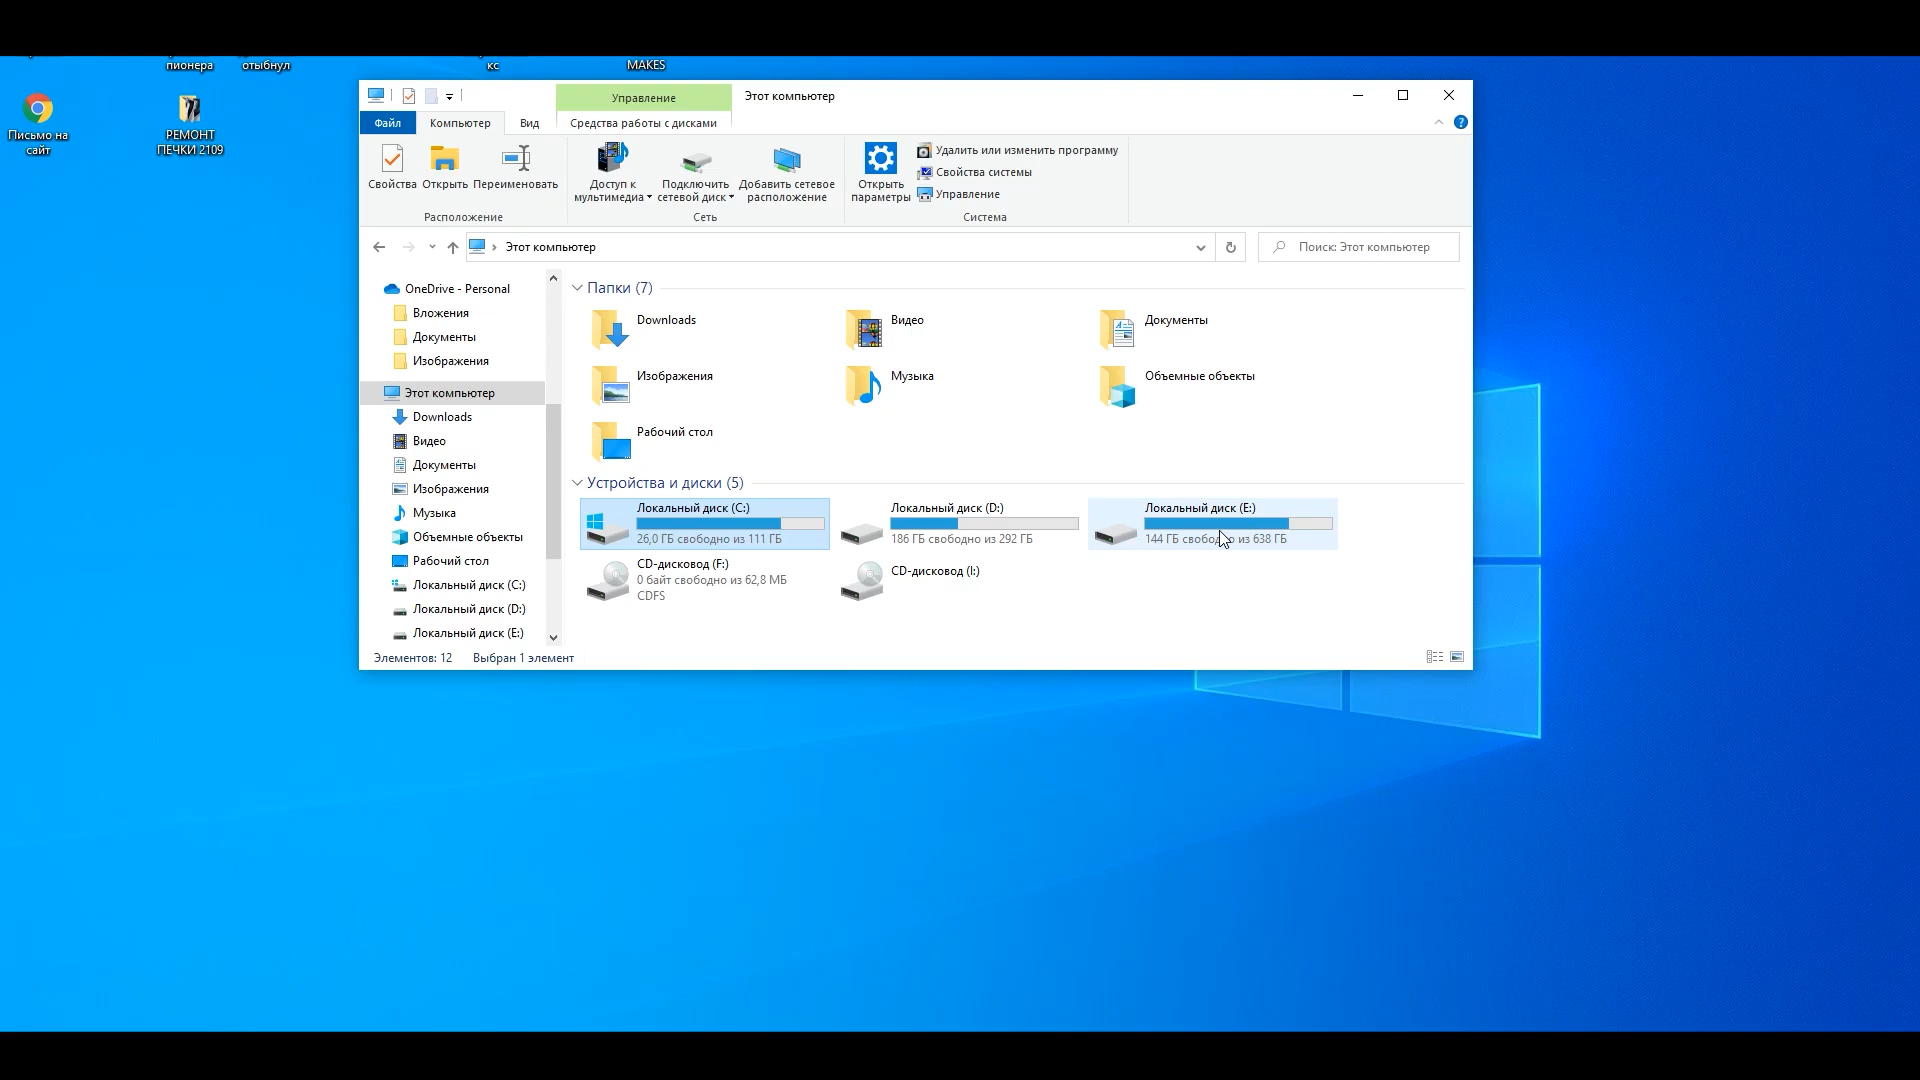 пионера
отыбнул
кс
MAKES
Письмо на
сайт
РЕМОНТ
ПЕЧКИ 2109
Управление
Этот компьютер
Файл
Компьютер
Вид
Средства работы с дисками
Свойства
Открыть
Переименовать
Расположение
Доступ к
мультимедиа
Подключить
сетевой диск
Добавить сетевое
расположение
Сеть
Открыть
параметры
Удалить или изменить программу
Свойства системы
Управление
Система
Этот компьютер
Поиск: Этот компьютер
OneDrive - Personal
Вложения
Документы
Изображения
Этот компьютер
Downloads
Видео
Документы
Изображения
Музыка
Объемные объекты
Рабочий стол
Локальный диск (C:)
Локальный диск (D:)
Локальный диск (E:)
Папки (7)
Downloads
Видео
Документы
Изображения
Музыка
Объемные объекты
Рабочий стол
Устройства и диски (5)
Локальный диск (C:)
26,0 ГБ свободно из 111 ГБ
Локальный диск (D:)
186 ГБ свободно из 292 ГБ
Локальный диск (E:)
144 ГБ свободно из 638 ГБ
CD-дисковод (F:)
0 байт свободно из 62,8 МБ
CDFS
CD-дисковод (I:)
Элементов: 12
Выбран 1 элемент